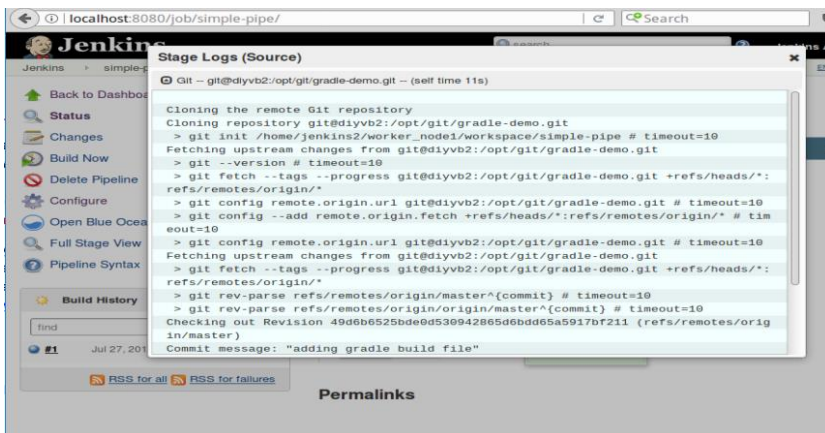 localhost:8080/job/simple-pipe/
Search
Jenkins
search
Jenkins
simple-p
Stage Logs (Source)
Git -- git@diyvb2:/opt/git/gradle-demo.git -- (self time 11s)
Cloning the remote Git repository
Cloning repository git@diyvb2:/opt/git/gradle-demo.git
> git init /home/jenkins2/worker_node1/workspace/simple-pipe # timeout=10
Fetching upstream changes from git@diyvb2:/opt/git/gradle-demo.git
> git --version # timeout=10
> git fetch --tags --progress git@diyvb2:/opt/git/gradle-demo.git +refs/heads/*:
refs/remotes/origin/*
> git config remote.origin.url git@diyvb2:/opt/git/gradle-demo.git # timeout=10
> git config --add remote.origin.fetch +refs/heads/*:refs/remotes/origin/* # tim
eout=10
> git config remote.origin.url git@diyvb2:/opt/git/gradle-demo.git # timeout=10
Fetching upstream changes from git@diyvb2:/opt/git/gradle-demo.git
> git fetch --tags --progress git@diyvb2:/opt/git/gradle-demo.git +refs/heads/*:
refs/remotes/origin/*
> git rev-parse refs/remotes/origin/master^{commit} # timeout=10
> git rev-parse refs/remotes/origin/origin/master^{commit} # timeout=10
Checking out Revision 49d6b6525bde0d530942865d6bdd65a5917bf211 (refs/remotes/orig
in/master)
Commit message: "adding gradle build file"
Back to Dashboa
Status
Changes
Build Now
Delete Pipeline
Configure
Open Blue Ocea
Full Stage View
Pipeline Syntax
Build History
find
#1 Jul 27, 201
RSS for all RSS for failures
Permalinks